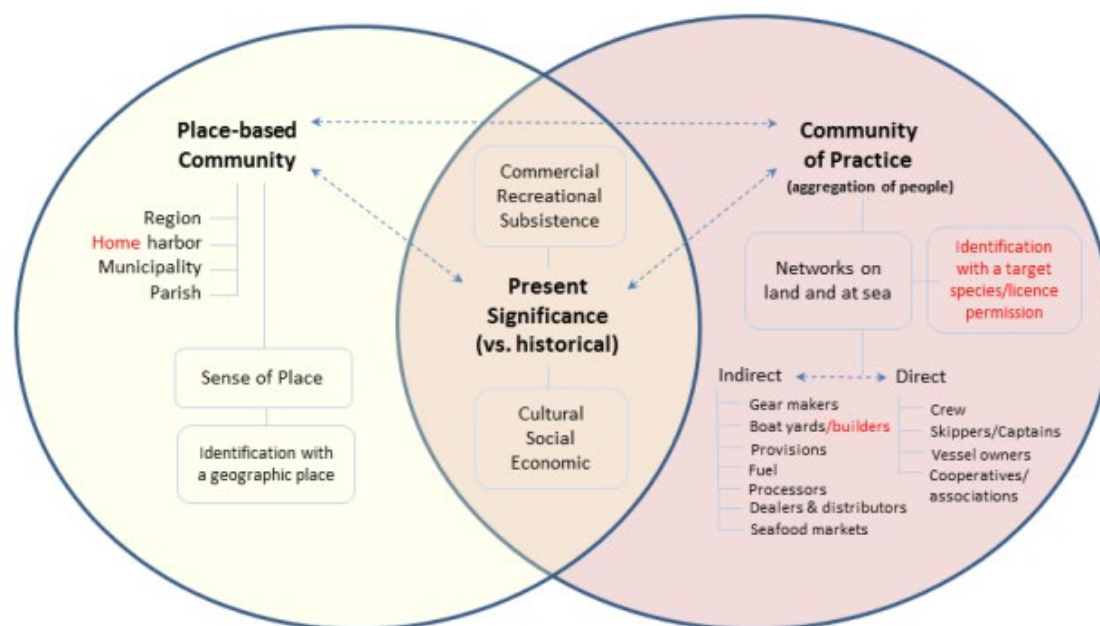 Place-based
Community
Region
Home harbor
Municipality
Parish
Sense of Place
Identification with
a geographic place
Commercial
Recreational
Subsistence
Present
Significance
(vs. historical)
Cultural
Social
Economic
Community
of Practice
(aggregation of people)
Networks on
land and at sea
Identification
with a target
species/licence
permission
Indirect
Gear makers
Boat yards/builders
Provisions
Fuel
Processors
Dealers & distributors
Seafood markets
Direct
Crew
Skippers/Captains
Vessel owners
Cooperatives/
associations